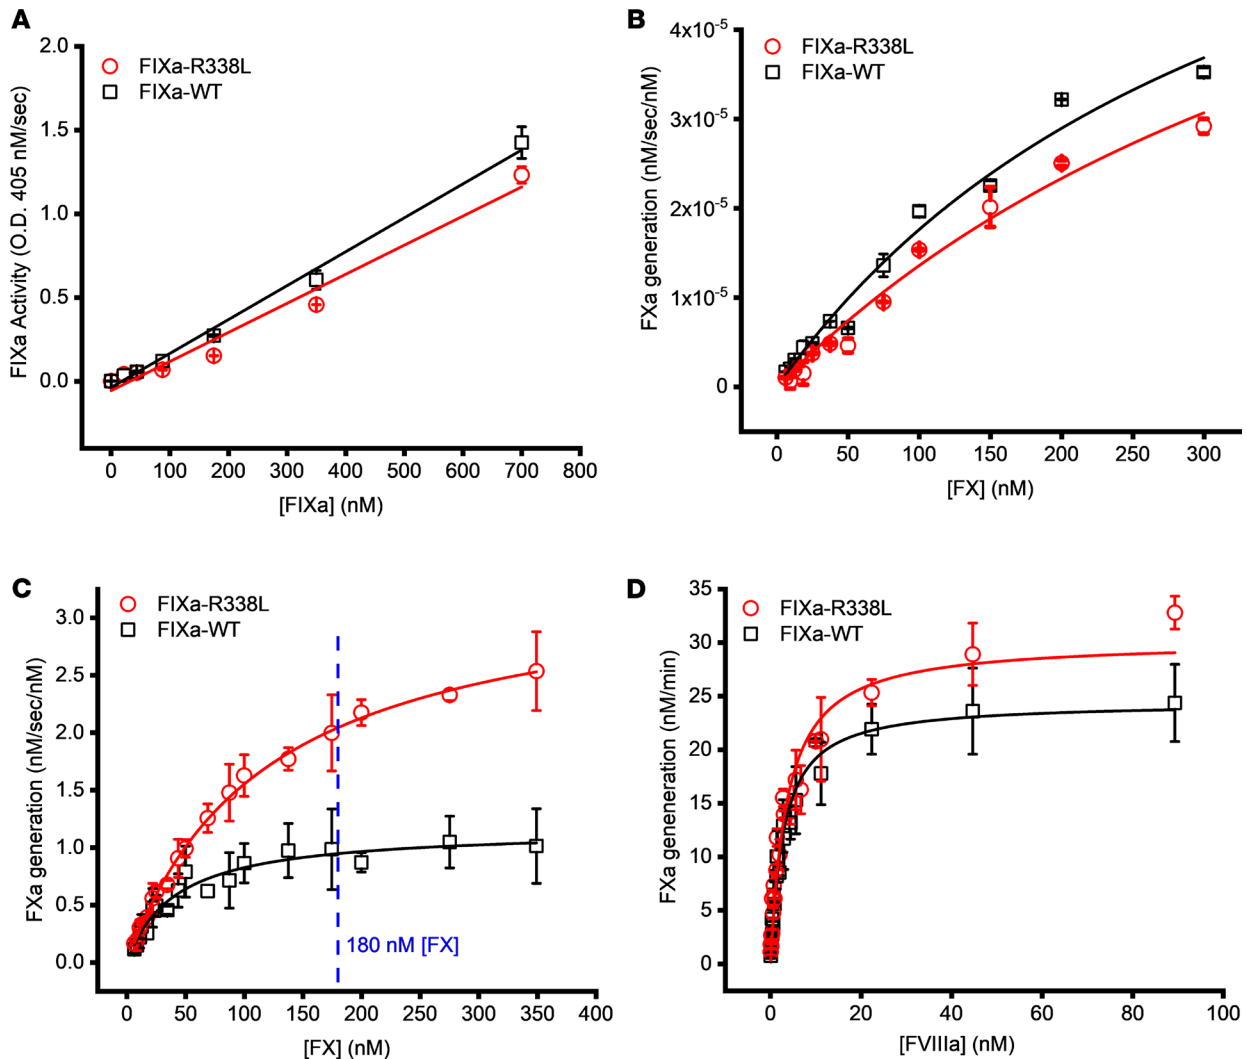 A
FIXa-R338L
FIXa-WT
2.0
1.5
1.0
0.5
0.0
FIXa Activity (O.D. 405 nM/sec)
0 100 200 300 400 500 600 700 800
[FIXa] (nM)
B
FIXa-R338L
FIXa-WT
4x10⁻⁵
3x10⁻⁵
2x10⁻⁵
1x10⁻⁵
0
FXa generation (nM/sec/nM)
0 50 100 150 200 250 300
[FX] (nM)
C
FIXa-R338L
FIXa-WT
3.0
2.5
2.0
1.5
1.0
0.5
0.0
FXa generation (nM/sec/nM)
180 nM [FX]
0 50 100 150 200 250 300 350 400
[FX] (nM)
D
FIXa-R338L
FIXa-WT
35
30
25
20
15
10
5
0
FXa geneneration (nM/min)
0 20 40 60 80 100
[FVIIIa] (nM)